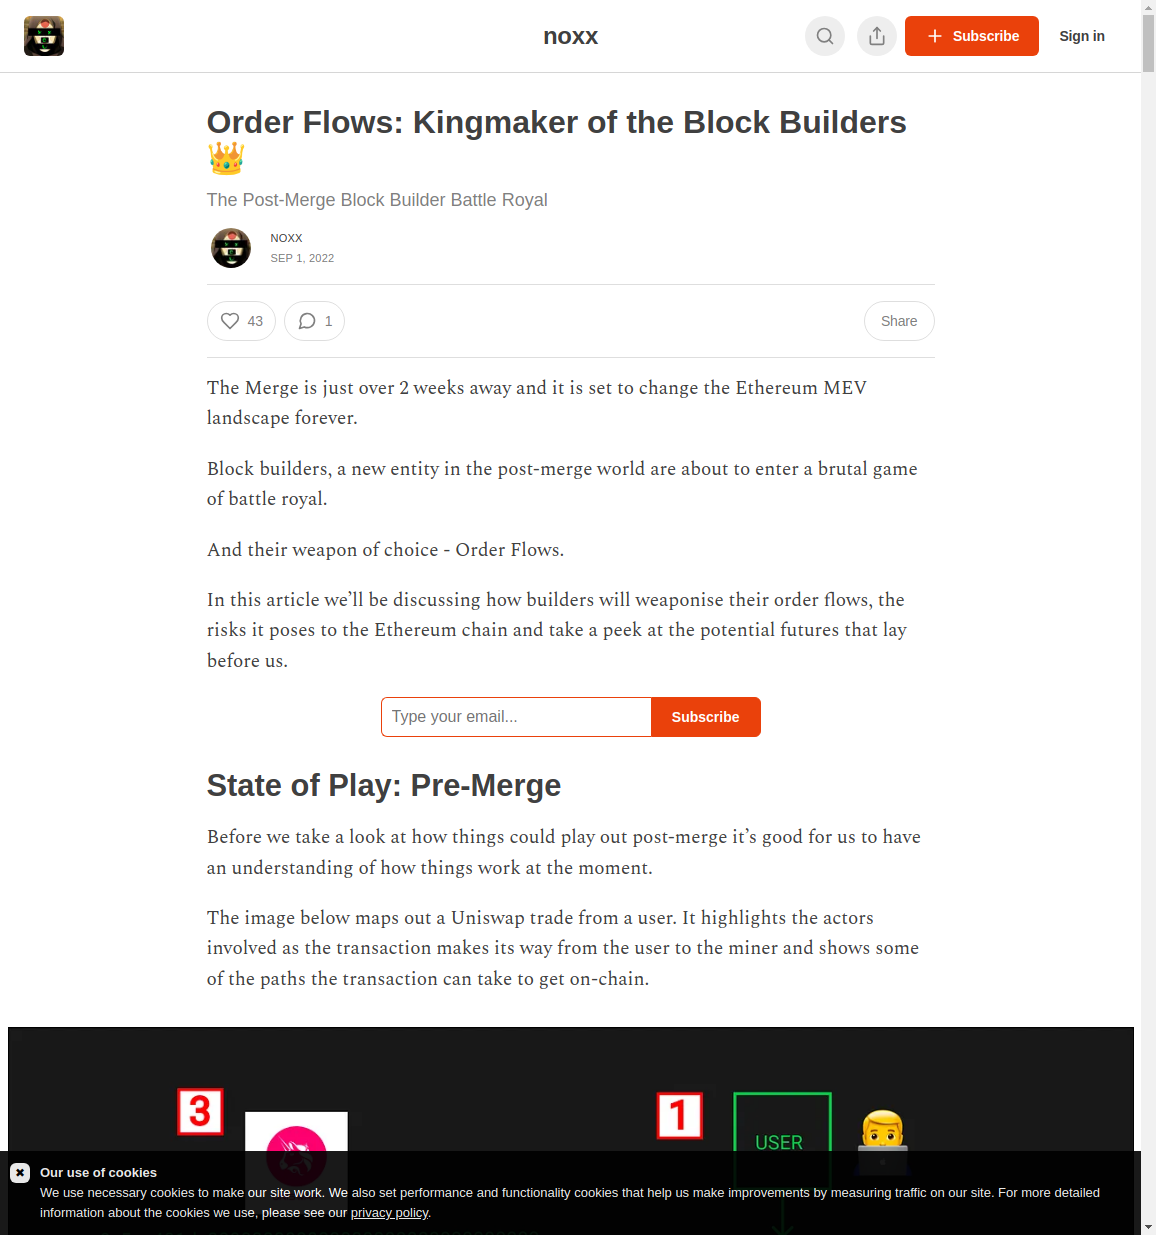 noxx
Subscribe
Sign in
Order Flows: Kingmaker of the Block Builders
👑
The Post-Merge Block Builder Battle Royal
NOXX
SEP 1, 2022
43
1
Share
The Merge is just over 2 weeks away and it is set to change the Ethereum MEV
landscape forever.
Block builders, a new entity in the post-merge world are about to enter a brutal game
of battle royal.
And their weapon of choice - Order Flows.
In this article we’ll be discussing how builders will weaponise their order flows, the
risks it poses to the Ethereum chain and take a peek at the potential futures that lay
before us.
Type your email...
Subscribe
State of Play: Pre-Merge
Before we take a look at how things could play out post-merge it’s good for us to have
an understanding of how things work at the moment.
The image below maps out a Uniswap trade from a user. It highlights the actors
involved as the transaction makes its way from the user to the miner and shows some
of the paths the transaction can take to get on-chain.
3
1
USER
Our use of cookies
We use necessary cookies to make our site work. We also set performance and functionality cookies that help us make improvements by measuring traffic on our site. For more detailed
information about the cookies we use, please see our privacy policy.